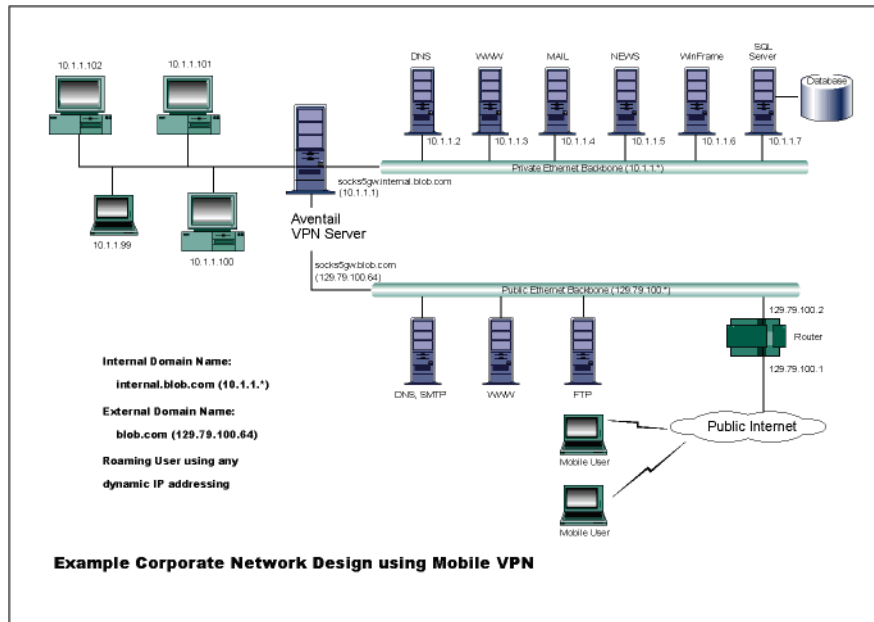 10.1.1.102
10.1.1.101
DNS
WWW
MAIL
NEWS
WinFrame
SQL
Server
Database
10.1.1.2
10.1.1.3
10.1.1.4
10.1.1.5
10.1.1.6
10.1.1.7
Private Ethernet Backbone (10.1.1.*)
socks5gw.internal.blob.com
(10.1.1.1)
10.1.1.99
10.1.1.100
Aventail
VPN Server
socks5gw.blob.com
(129.79.100.64)
Public Ethernet Backbone (129.79.100.*)
129.79.100.2
Router
129.79.100.1
DNS, SMTP
WWW
FTP
Internal Domain Name:
internal.blob.com (10.1.1.*)
External Domain Name:
blob.com (129.79.100.64)
Roaming User using any
dynamic IP addressing
Public Internet
Mobile User
Mobile User
Example Corporate Network Design using Mobile VPN